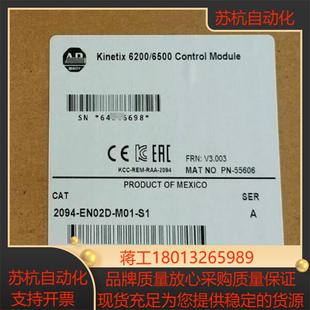 苏杭自动化
AB
Kinetix 6200/6500 Control Module
FRN: V3.003
KCC-REM-RAA-2094
MAT NO PN-55606
PRODUCT OF MEXICO
CAT
SER
2094-EN02D-M01-S1
A
苏杭自动化
支持开票
蒋工18013265989
品牌质量放心采购质量保证
现货充足为您提供最稳定的货源